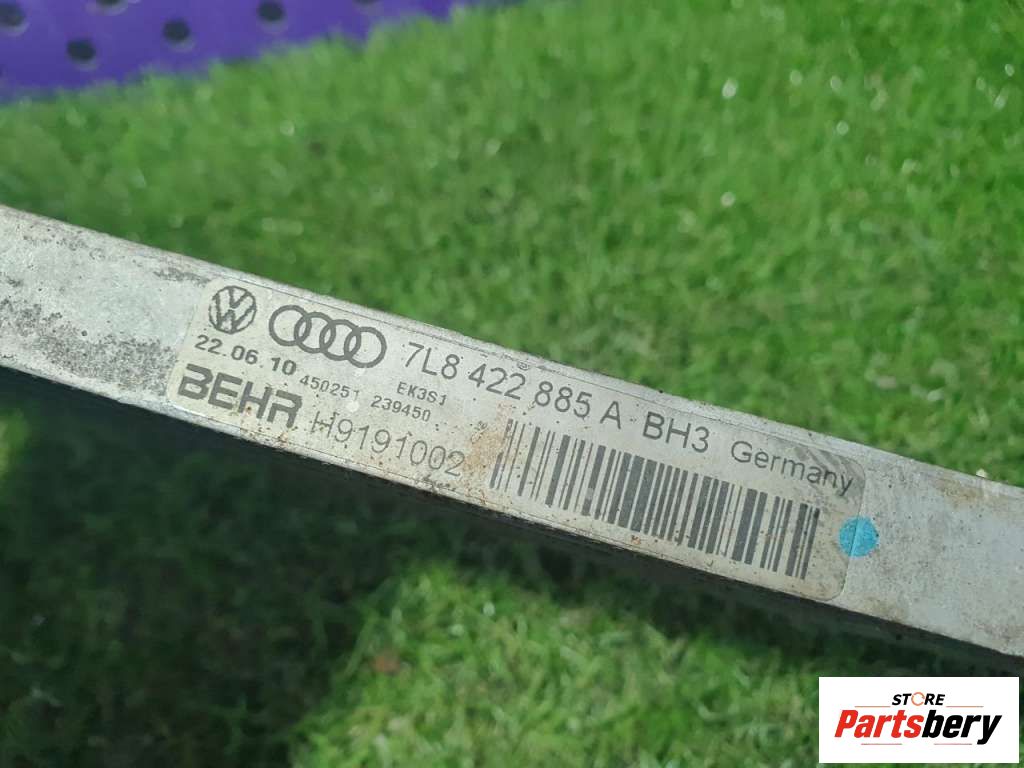 7L8 422 885 A BH3 Germany
22.06.10 450251 EK3S1 239450
BEHR H9191002
STORE
Partsbery